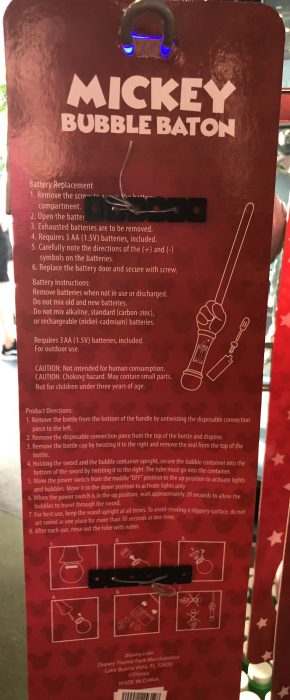 MICKEY
BUBBLE BATON
Battery Replacement
1. Remove the screw
compartment.
2. Open the batter
3. Exhausted batteries are to be removed.
4. Requires 3 AA (1.5V) batteries, included.
5. Carefully note the directions of the (+) and (-)
symbols on the batteries.
6. Replace the battery door and secure with screw.
Battery Instructions:
Remove batteries when not in use or discharged.
Do not mix old and new batteries.
Do not mix alkaline, standard (carbon-zinc),
or rechargeable (nickel-cadmium) batteries.
Requires 3 AA (1.5V) batteries, included.
For outdoor use.
CAUTION: Not intended for human consumption.
CAUTION: Choking hazard. May contain small parts.
Not for children under three years of age.
Product Directions:
1. Remove the bottle from the bottom of the handle by untwisting the disposable connection
piece to the left.
2. Remove the disposable connection piece from the top of the bottle and dispose.
3. Remove the bottle cap by twisting it to the right and remove the seal from the top of the
bottle.
4. Holding the sword and the bubble container upright, secure the bubble container into the
bottom of the sword by twisting it to the right. The tube must go into the container.
5. Move the power switch from the middle "OFF" position to the up position to activate lights
and bubbles. Move it to the down position to activate lights only.
6. When the power switch is in the up position, wait approximately 20 seconds to allow the
bubbles to travel through the sword.
7. For best use, keep the wand upright at all times. To avoid creating a slippery surface, do not
set sword in one place for more than 10 seconds at one time.
8. After each use, rinse out the tube with water.
disney.com
Disney Theme Park Merchandise
Lake Buena Vista, FL 32830
©Disney
MADE IN CHINA